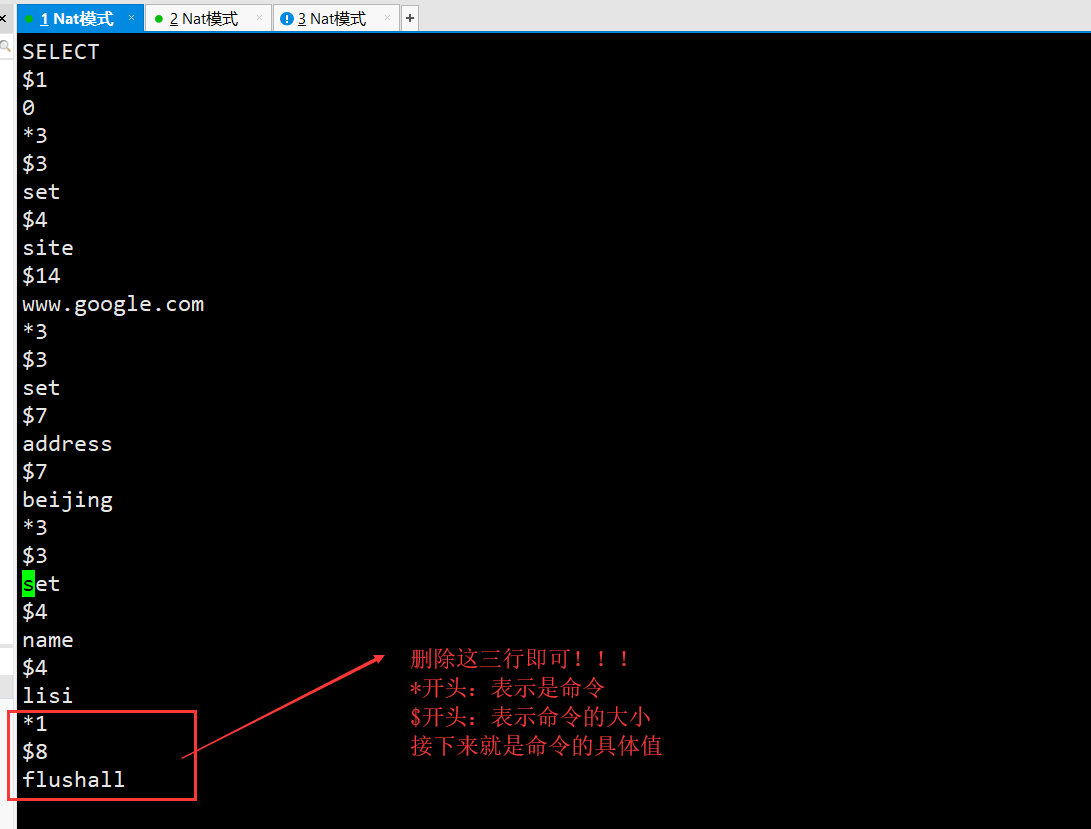 1 Nat模式
2 Nat模式
3 Nat模式
SELECT
$1
0
*3
$3
set
$4
site
$14
www.google.com
*3
$3
set
$7
address
$7
beijing
*3
$3
set
$4
name
$4
lisi
*1
$8
flushall
删除这三行即可！！！
*开头：表示是命令
$开头：表示命令的大小
接下来就是命令的具体值